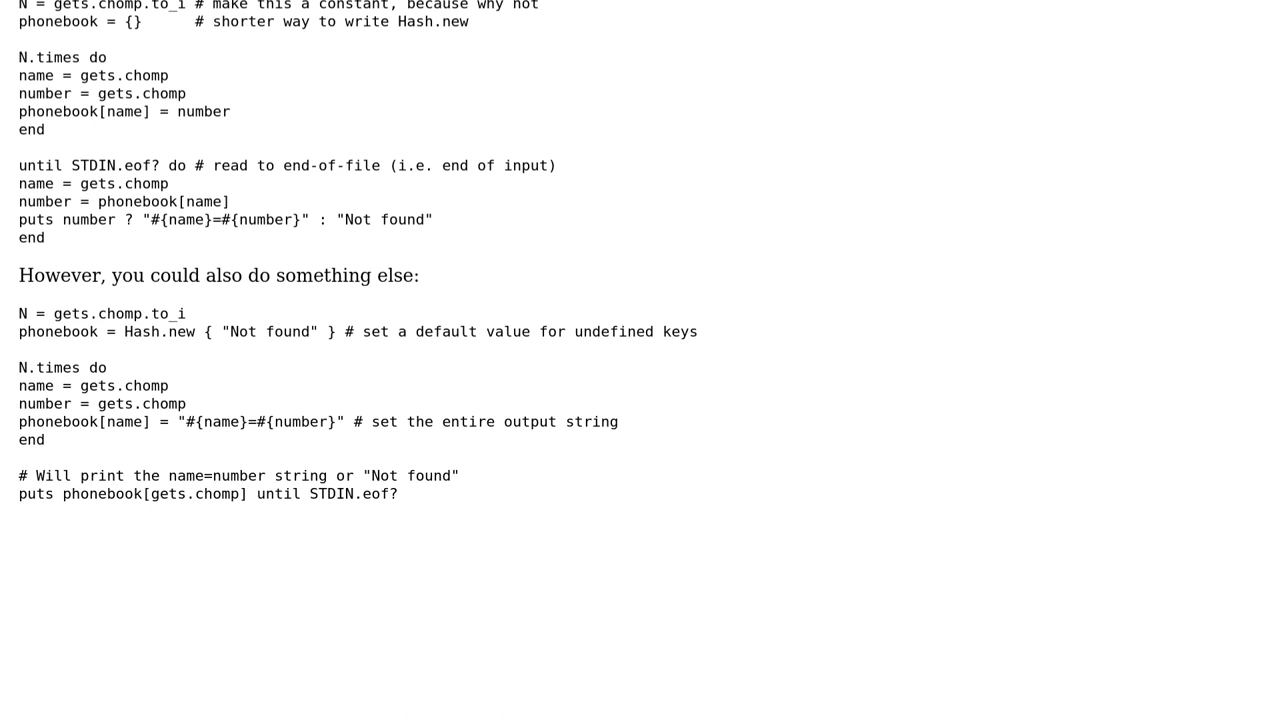 N = gets.chomp.to_i # make this a constant, because why not
phonebook = {}      # shorter way to write Hash.new

N.times do
name = gets.chomp
number = gets.chomp
phonebook[name] = number
end

until STDIN.eof? do # read to end-of-file (i.e. end of input)
name = gets.chomp
number = phonebook[name]
puts number ? "#{name}=#{number}" : "Not found"
end

However, you could also do something else:

N = gets.chomp.to_i
phonebook = Hash.new { "Not found" } # set a default value for undefined keys

N.times do
name = gets.chomp
number = gets.chomp
phonebook[name] = "#{name}=#{number}" # set the entire output string
end

# Will print the name=number string or "Not found"
puts phonebook[gets.chomp] until STDIN.eof?